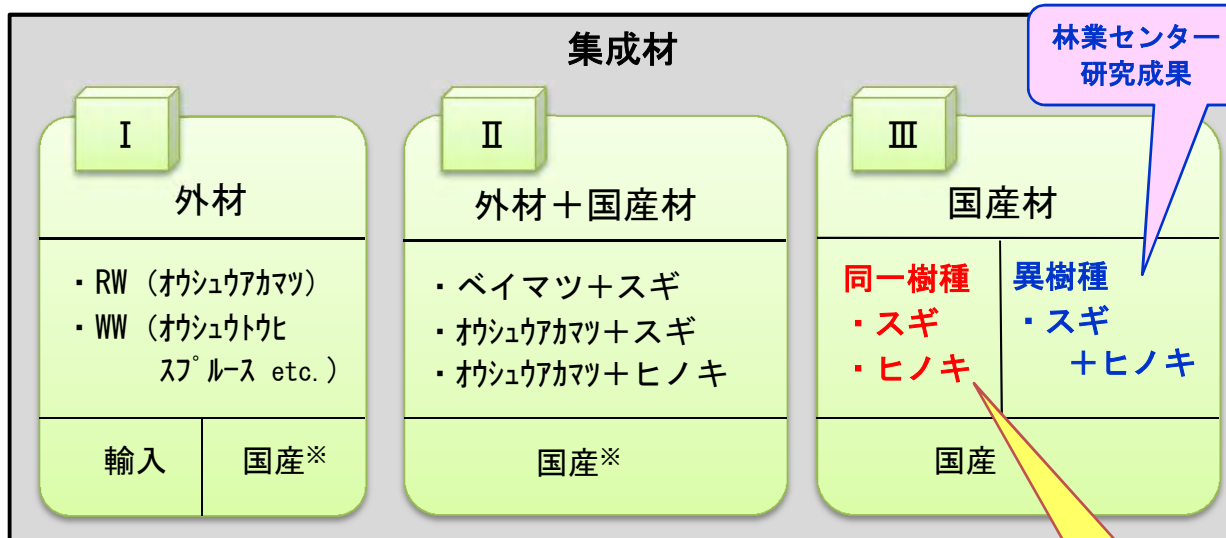 集成材
林業センター
研究成果
Ⅰ
外材
・RW（ｵｳｼｭｳｱｶﾏﾂ）
・WW（ｵｳｼｭｳﾄｳﾋ
ｽﾌﾟﾙｰｽ etc.）
輸入
国産※
Ⅱ
外材＋国産材
・ベイマツ＋スギ
・ｵｳｼｭｳｱｶﾏﾂ＋スギ
・ｵｳｼｭｳｱｶﾏﾂ＋ヒノキ
国産※
Ⅲ
国産材
同一樹種
・スギ
・ヒノキ
異樹種
・スギ
＋ヒノキ
国産